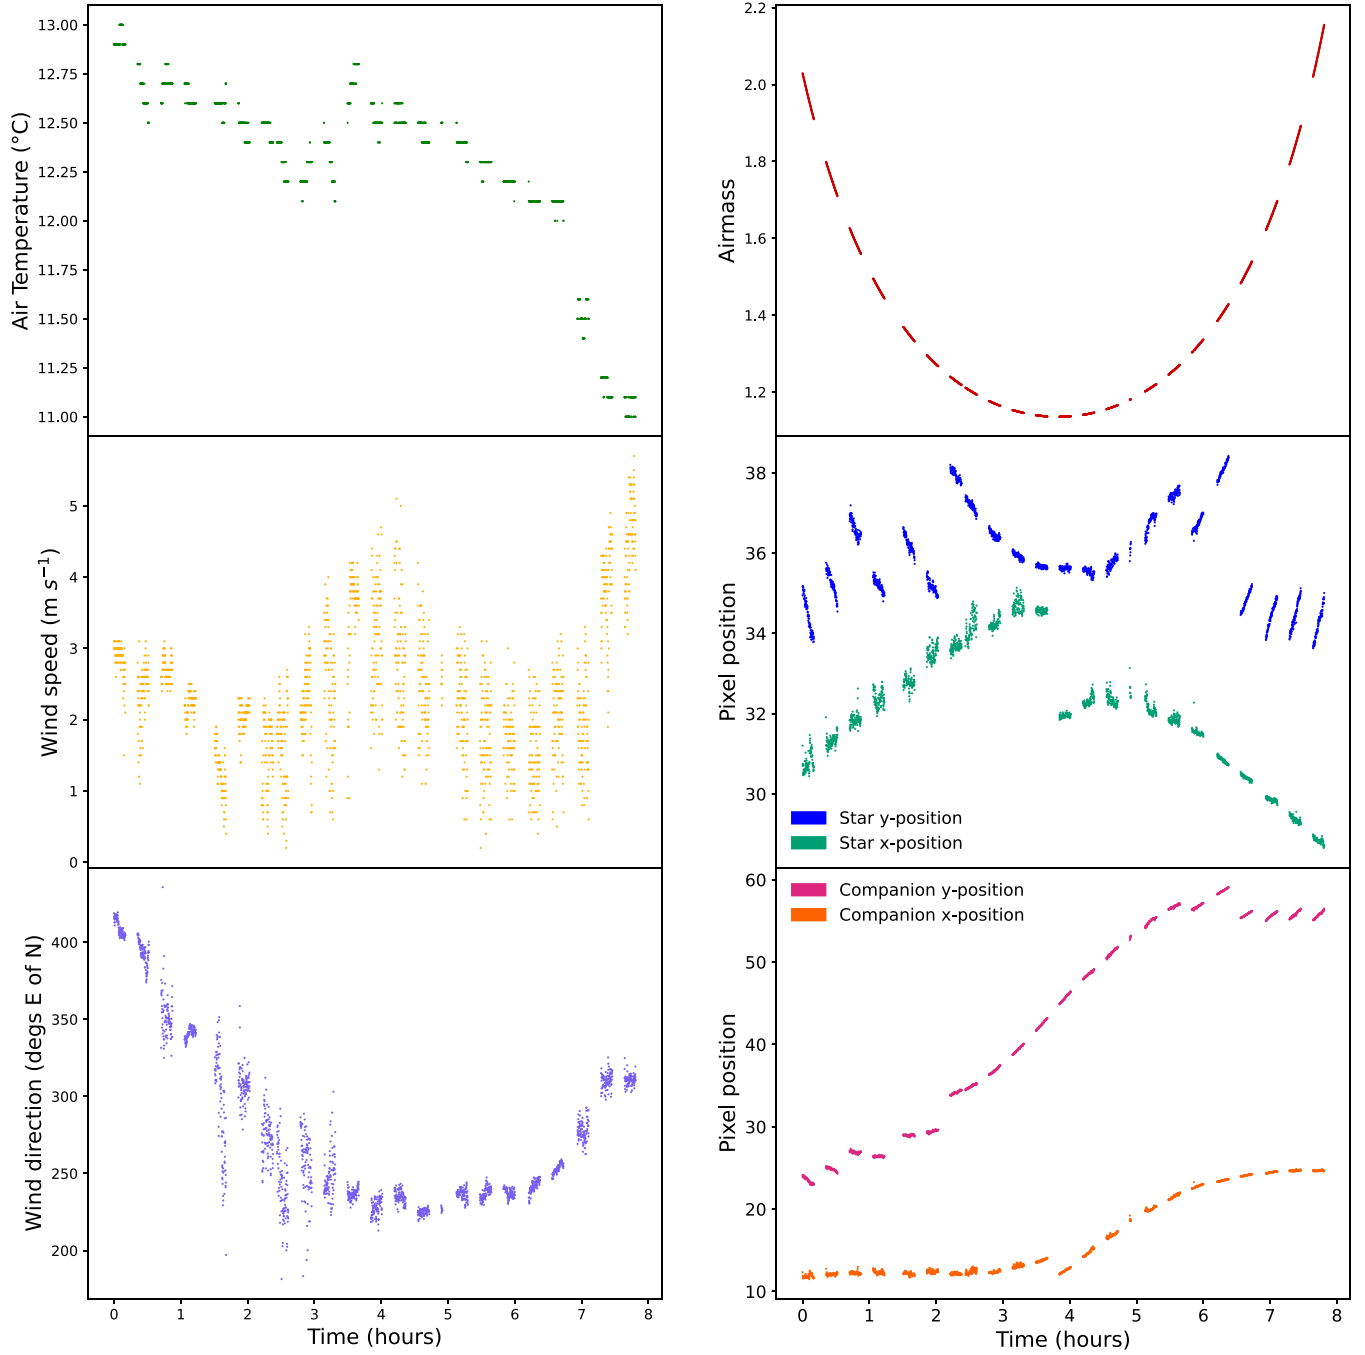 13.00
12.75
12.50
12.25
12.00
11.75
11.50
11.25
11.00
Air Temperature (°C)
2.2
2.0
1.8
1.6
1.4
1.2
Airmass
5
4
3
2
1
0
Wind speed (m s⁻¹)
38
36
34
32
30
Pixel position
Star y-position
Star x-position
400
350
300
250
200
Wind direction (degs E of N)
0 1 2 3 4 5 6 7 8
Time (hours)
60
50
40
30
20
10
Pixel position
Companion y-position
Companion x-position
0 1 2 3 4 5 6 7 8
Time (hours)